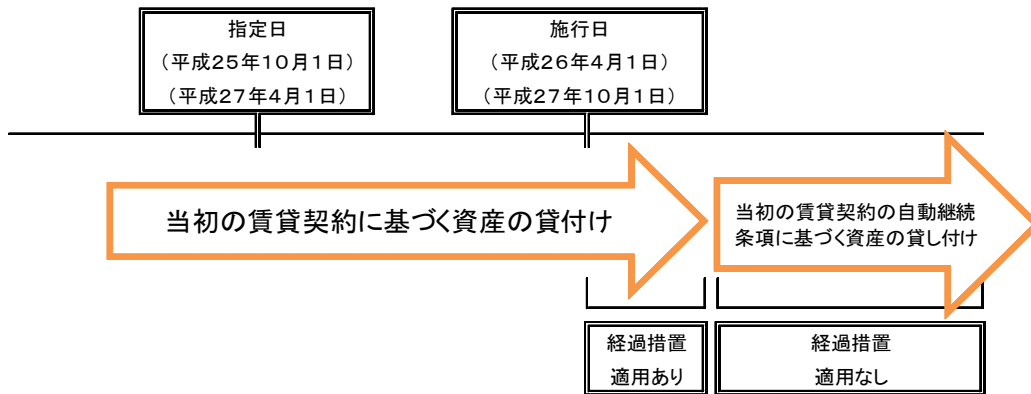 指定日
（平成２５年１０月１日）
（平成２７年４月１日）
施行日
（平成２６年４月１日）
（平成２７年１０月１日）
当初の賃貸契約に基づく資産の貸付け
当初の賃貸契約の自動継続
条項に基づく資産の貸し付け
経過措置
適用あり
経過措置
適用なし